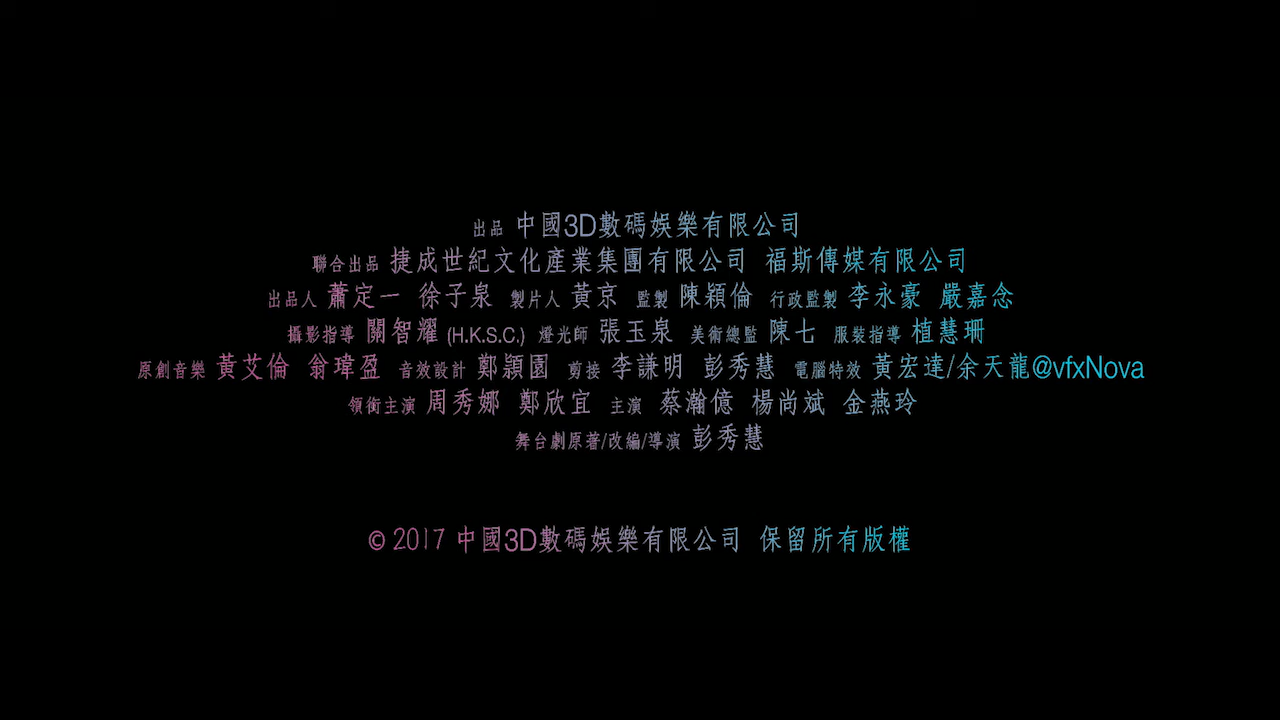 出品 中國3D數碼娛樂有限公司
聯合出品 捷成世紀文化產業集團有限公司 福斯傳媒有限公司
出品人 蕭定一 徐子泉 製片人 黃京 監製 陳穎倫 行政監製 李永豪 嚴嘉念
攝影指導 關智耀 (H.K.S.C.) 燈光師 張玉泉 美術總監 陳七 服裝指導 植慧珊
原創音樂 黃艾倫 翁瑋盈 音效設計 鄭頴園 剪接 李謙明 彭秀慧 電腦特效 黃宏達/余天龍@vfxNova
領銜主演 周秀娜 鄭欣宜 主演 蔡瀚億 楊尚斌 金燕玲
舞台劇原著/改編/導演 彭秀慧
© 2017 中國3D數碼娛樂有限公司 保留所有版權